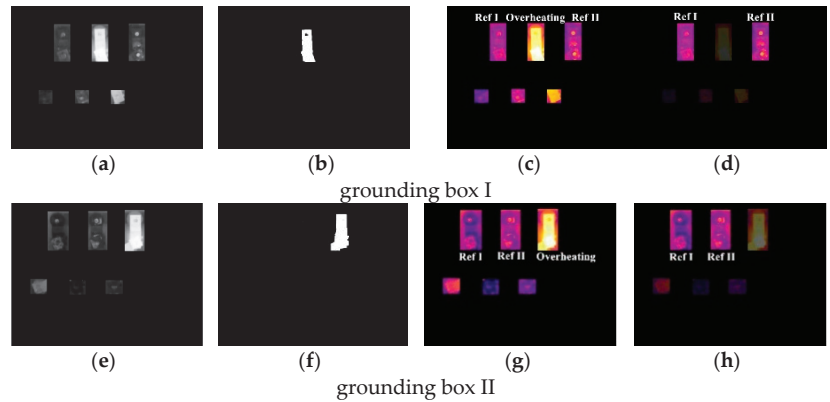 Ref I Overheating Ref II
Ref I Ref II
(a) (b) (c) (d)
grounding box I
Ref I Ref II Overheating
Ref I Ref II
(e) (f) (g) (h)
grounding box II